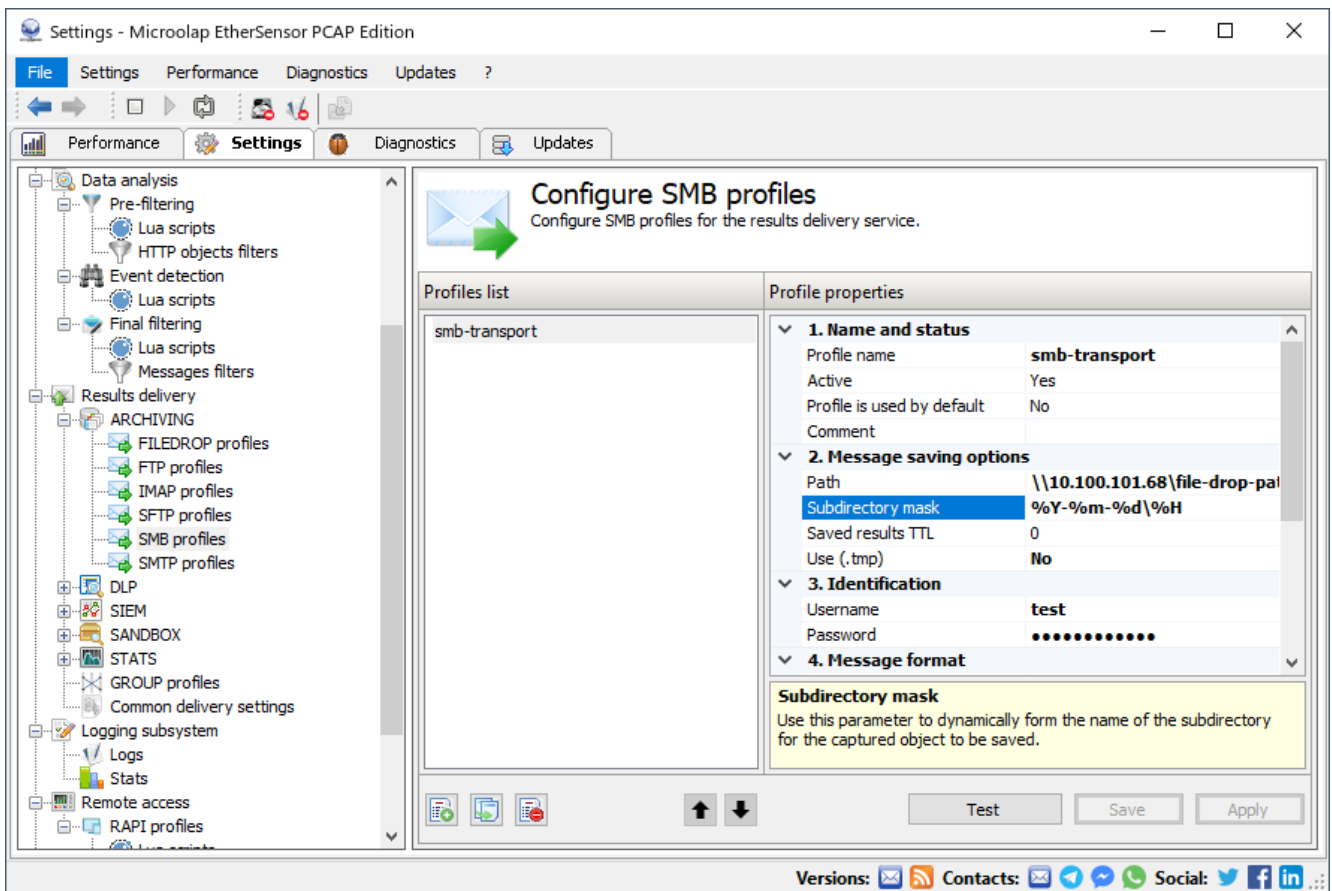 Settings - Microolap EtherSensor PCAP Edition
File Settings Performance Diagnostics Updates ?
Performance Settings Diagnostics Updates
Data analysis
Pre-filtering
Lua scripts
HTTP objects filters
Event detection
Lua scripts
Final filtering
Lua scripts
Messages filters
Results delivery
ARCHIVING
FILEDROP profiles
FTP profiles
IMAP profiles
SFTP profiles
SMB profiles
SMTP profiles
DLP
SIEM
SANDBOX
STATS
GROUP profiles
Common delivery settings
Logging subsystem
Logs
Stats
Remote access
RAPI profiles
Lua scripts
Configure SMB profiles
Configure SMB profiles for the results delivery service.
Profiles list
smb-transport
Profile properties
1. Name and status
Profile name smb-transport
Active Yes
Profile is used by default No
Comment
2. Message saving options
Path \\10.100.101.68\file-drop-pat
Subdirectory mask %Y-%m-%d\%H
Saved results TTL 0
Use (.tmp) No
3. Identification
Username test
Password ●●●●●●●●●●●●
4. Message format
Subdirectory mask
Use this parameter to dynamically form the name of the subdirectory
for the captured object to be saved.
Test Save Apply
Versions: Contacts: Social: